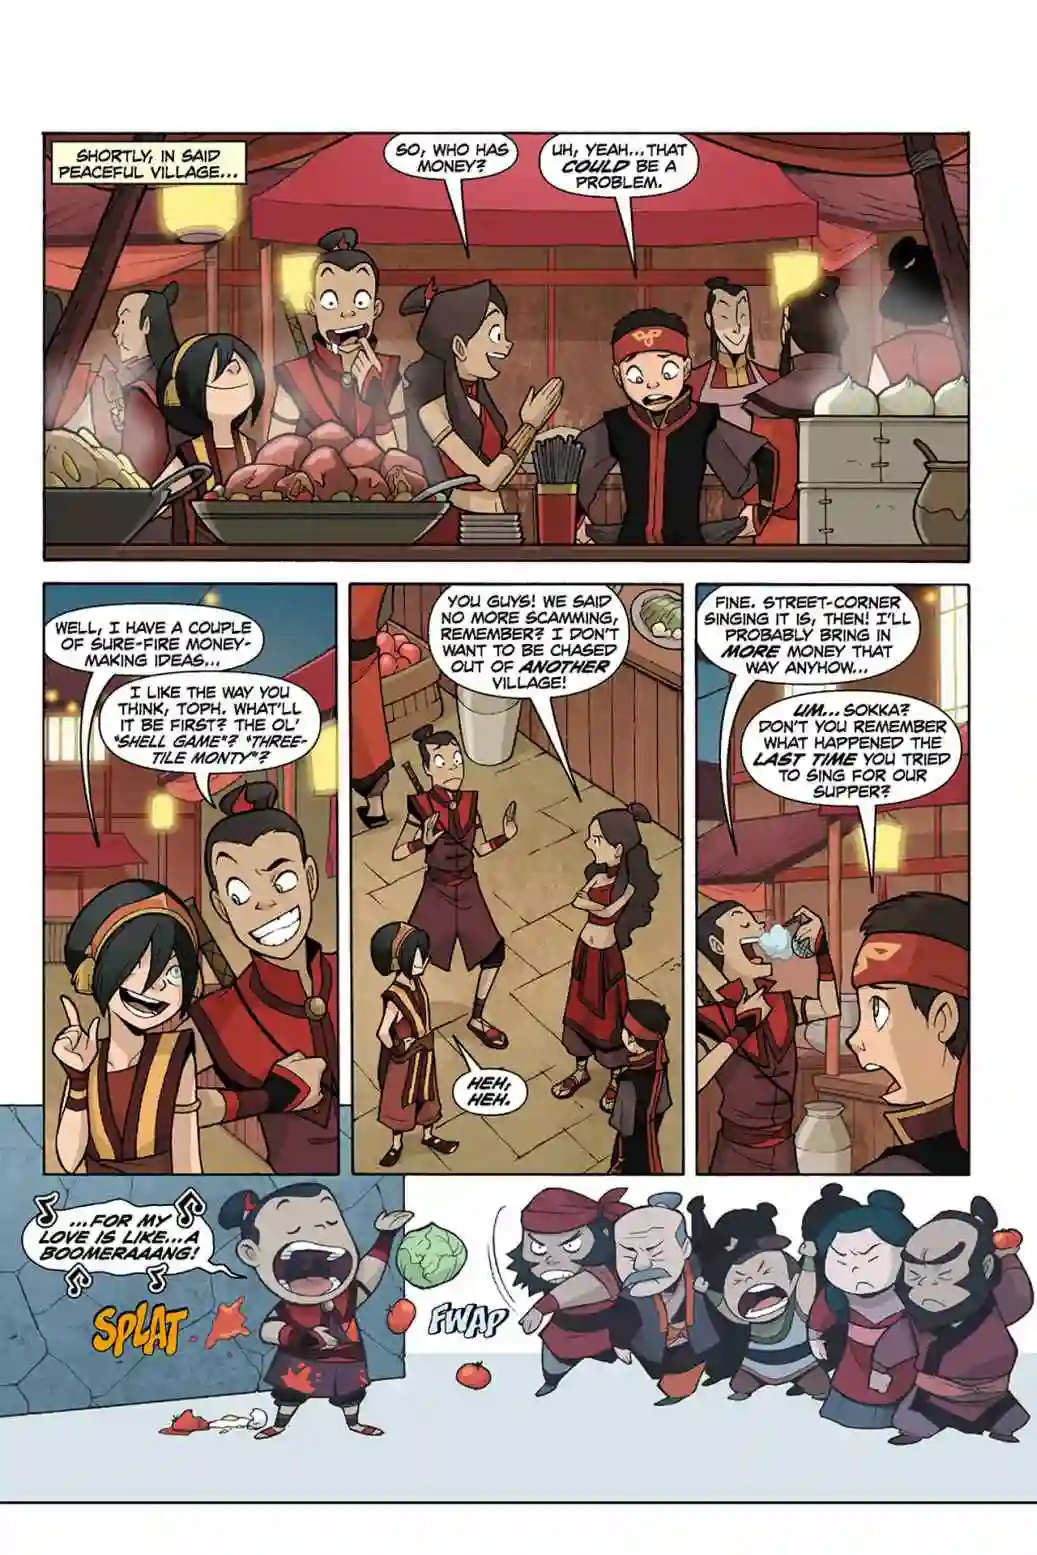 SHORTLY, IN SAID
PEACEFUL VILLAGE...
SO, WHO HAS
MONEY?
UH, YEAH...THAT
COULD BE A
PROBLEM.
WELL, I HAVE A COUPLE
OF SURE-FIRE MONEY-
MAKING IDEAS...
I LIKE THE WAY YOU
THINK, TOPH. WHAT'LL
IT BE FIRST? THE OL'
"SHELL GAME"? "THREE-
TILE MONTY"?
YOU GUYS! WE SAID
NO MORE SCAMMING,
REMEMBER? I DON'T
WANT TO BE CHASED
OUT OF ANOTHER
VILLAGE!
HEH,
HEH.
FINE. STREET-CORNER
SINGING IT IS, THEN! I'LL
PROBABLY BRING IN
MORE MONEY THAT
WAY ANYHOW...
UM... SOKKA?
DON'T YOU REMEMBER
WHAT HAPPENED THE
LAST TIME YOU TRIED
TO SING FOR OUR
SUPPER?
...FOR MY
LOVE IS LIKE...A
BOOMERAAANG!
SPLAT
FWAP